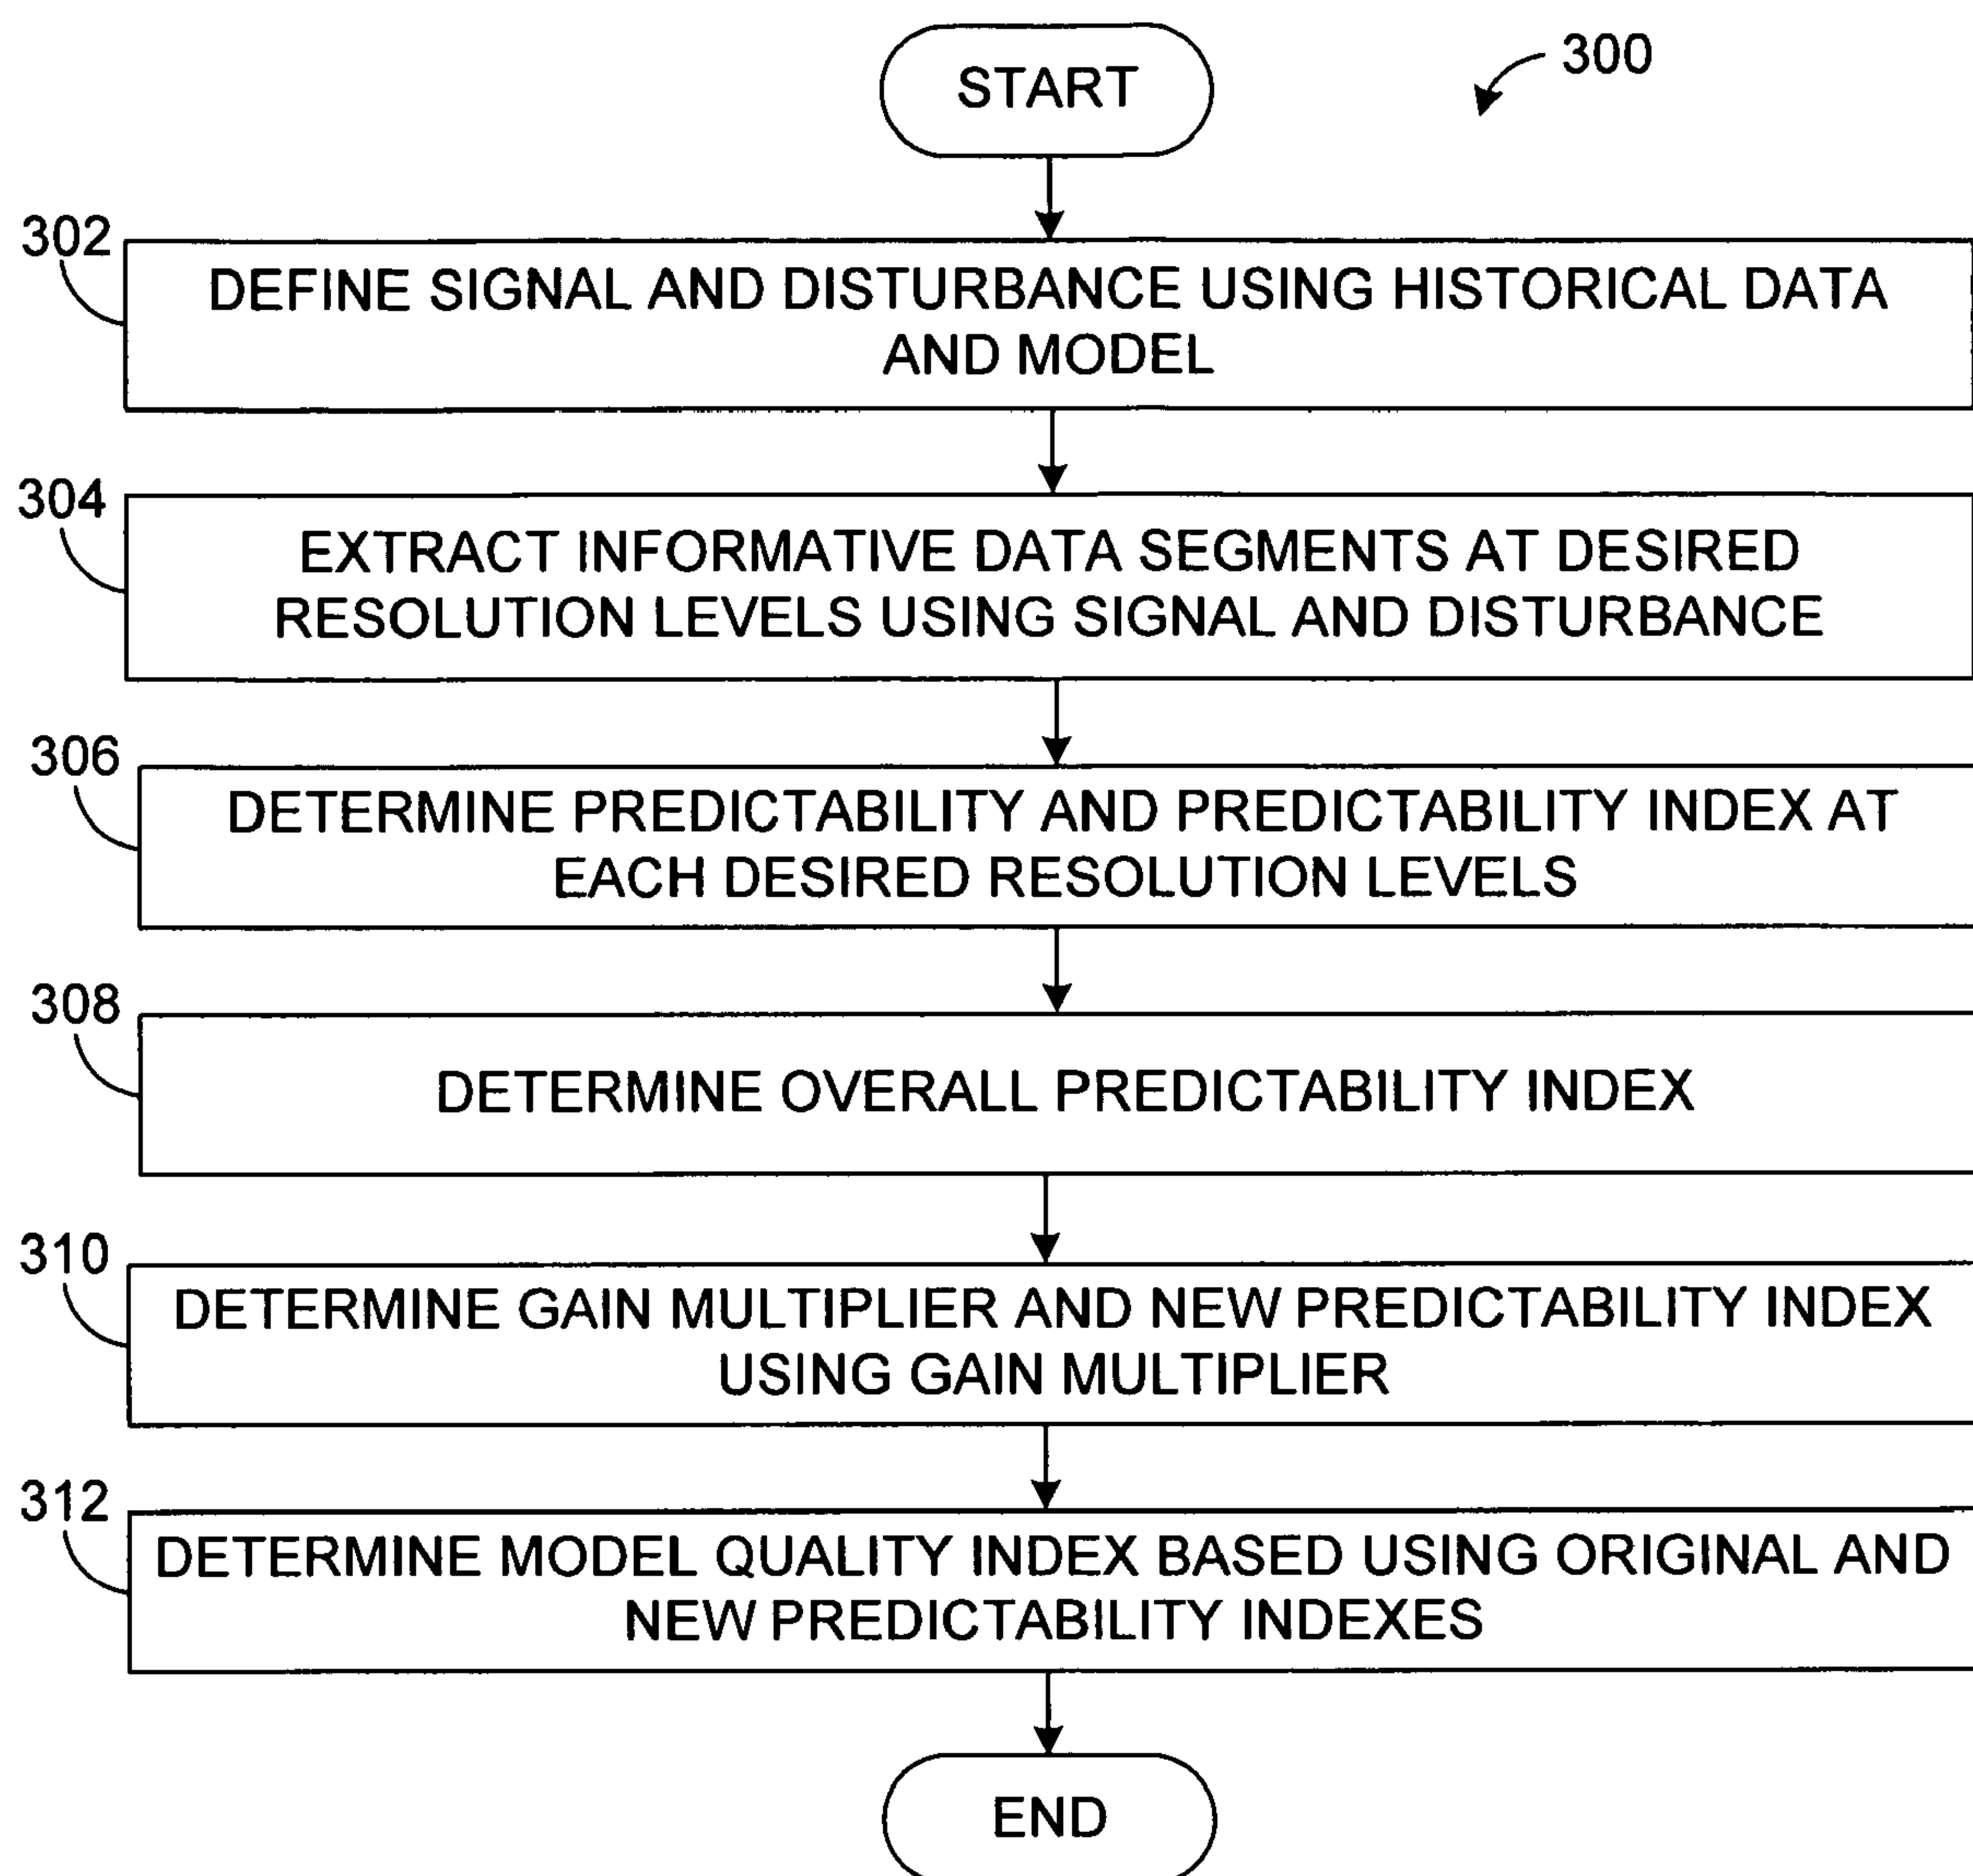 START
300
302
DEFINE SIGNAL AND DISTURBANCE USING HISTORICAL DATA
AND MODEL
304
EXTRACT INFORMATIVE DATA SEGMENTS AT DESIRED
RESOLUTION LEVELS USING SIGNAL AND DISTURBANCE
306
DETERMINE PREDICTABILITY AND PREDICTABILITY INDEX AT
EACH DESIRED RESOLUTION LEVELS
308
DETERMINE OVERALL PREDICTABILITY INDEX
310
DETERMINE GAIN MULTIPLIER AND NEW PREDICTABILITY INDEX
USING GAIN MULTIPLIER
312
DETERMINE MODEL QUALITY INDEX BASED USING ORIGINAL AND
NEW PREDICTABILITY INDEXES
END